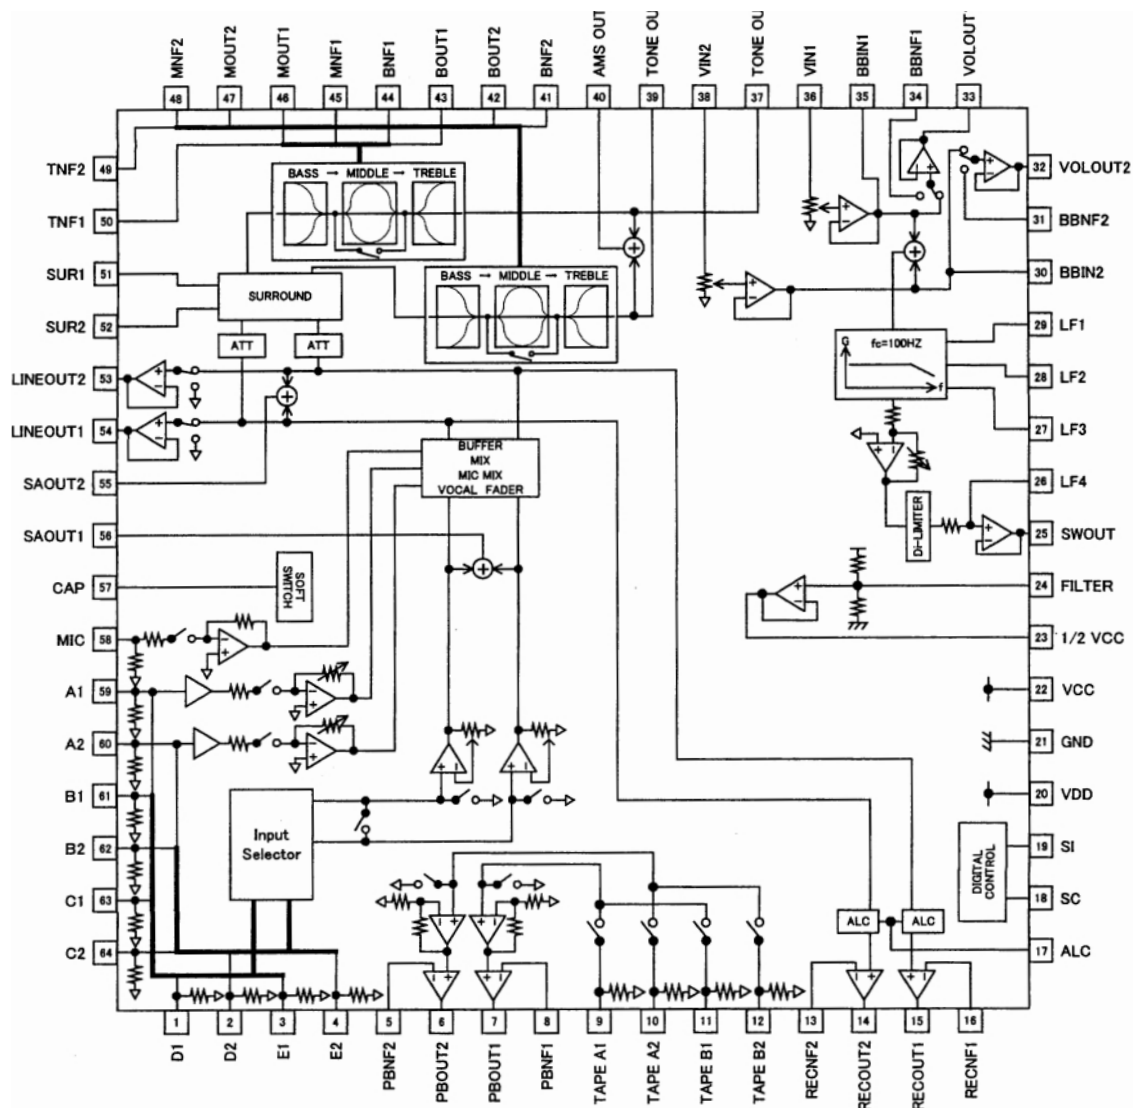 MNF2
MOUT2
MOUT1
MNF1
BNF1
BOUT1
BOUT2
BNF2
AMS OUT
TONE OU
VIN2
TONE OU
VIN1
BBIN1
BBNF1
VOLOUT
48 47 46 45 44 43 42 41 40 39 38 37 36 35 34 33
TNF2 49
TNF1 50
SUR1 51
SUR2 52
LINEOUT2 53
LINEOUT1 54
SAOUT2 55
SAOUT1 56
CAP 57
MIC 58
A1 59
A2 60
B1 61
B2 62
C1 63
C2 64
BASS → MIDDLE → TREBLE
BASS → MIDDLE → TREBLE
SURROUND
ATT
ATT
BUFFER
MIX
MIC MIX
VOCAL FADER
SOFT
SWITCH
Input
Selector
G
fc=100HZ
f
Di-LIMITER
DIGITAL
CONTROL
ALC
ALC
32 VOLOUT2
31 BBNF2
30 BBIN2
29 LF1
28 LF2
27 LF3
26 LF4
25 SWOUT
24 FILTER
23 1/2 VCC
22 VCC
21 GND
20 VDD
19 SI
18 SC
17 ALC
1 2 3 4 5 6 7 8 9 10 11 12 13 14 15 16
D1
D2
E1
E2
PBNF2
PBOUT2
PBOUT1
PBNF1
TAPE A1
TAPE A2
TAPE B1
TAPE B2
RECNF2
RECOUT2
RECOUT1
RECNF1